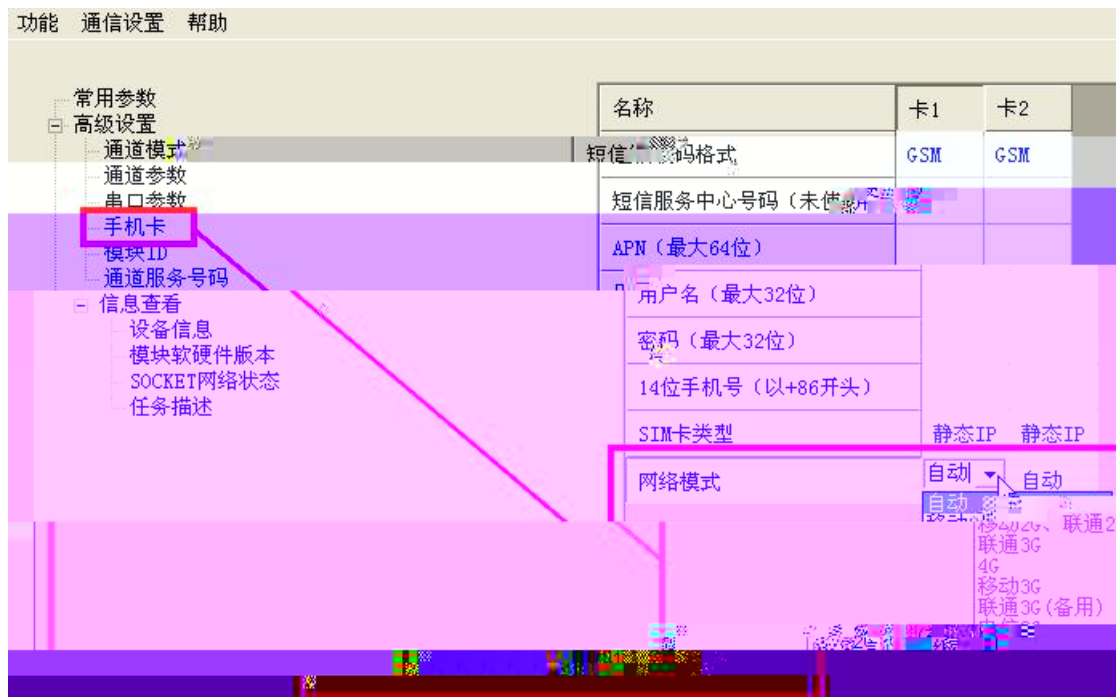 功能 通信设置 帮助
常用参数
高级设置
通道模式
通道参数
串口参数
手机卡
模块ID
通道服务号码
信息查看
设备信息
模块软硬件版本
SOCKET网络状态
任务描述
名称 卡1 卡2
短信 码格式 GSM GSM
短信服务中心号码（未使
APN（最大64位）
用户名（最大32位）
密码（最大32位）
14位手机号（以+86开头）
SIM卡类型 静态IP 静态IP
网络模式 自动 自动
自动
移动2G、联通2
联通3G
4G
移动3G
联通3G(备用)